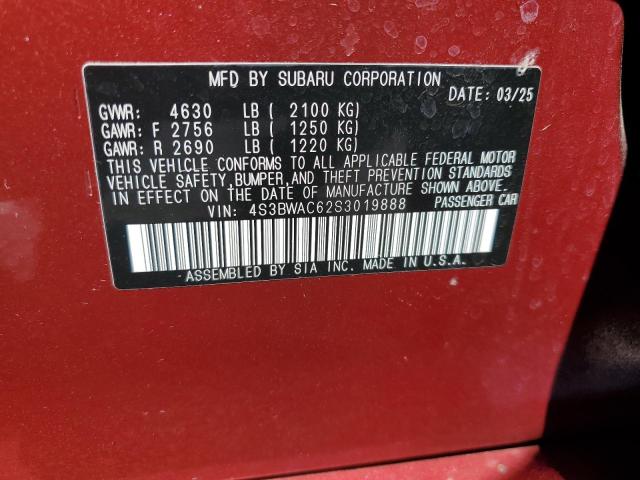 MFD BY SUBARU CORPORATION
DATE: 03/25
GVWR: 4630 LB ( 2100 KG)
GAWR: F 2756 LB ( 1250 KG)
GAWR: R 2690 LB ( 1220 KG)
THIS VEHICLE CONFORMS TO ALL APPLICABLE FEDERAL MOTOR
VEHICLE SAFETY, BUMPER, AND THEFT PREVENTION STANDARDS
IN EFFECT ON THE DATE OF MANUFACTURE SHOWN ABOVE.
VIN: 4S3BWAC62S3019888 PASSENGER CAR
ASSEMBLED BY SIA INC. MADE IN U.S.A.